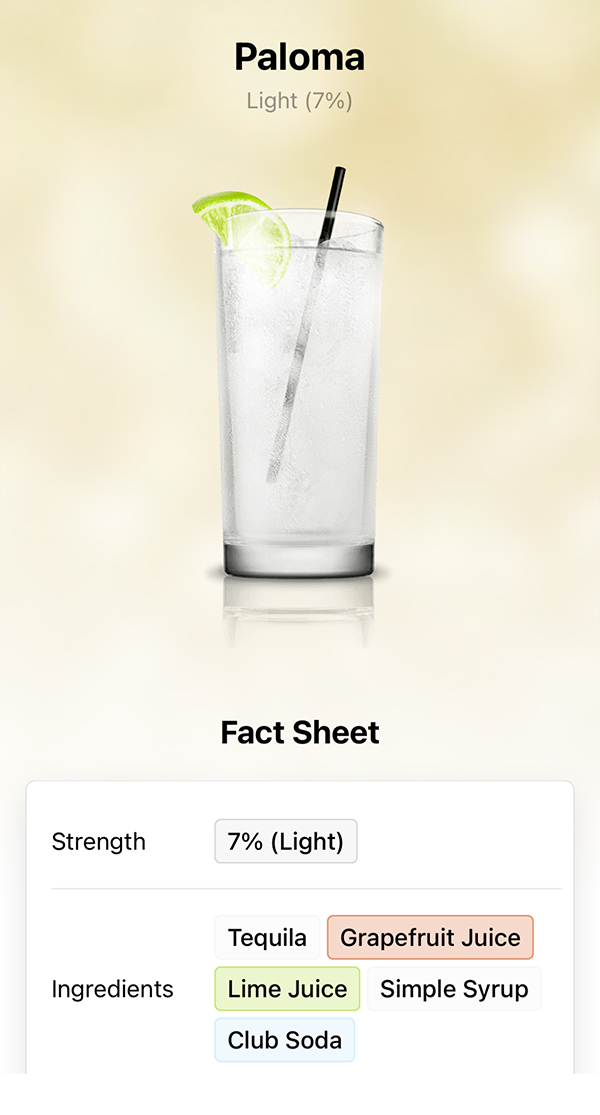 Paloma
Light (7%)
Fact Sheet
Strength
7% (Light)
Ingredients
Tequila
Grapefruit Juice
Lime Juice
Simple Syrup
Club Soda